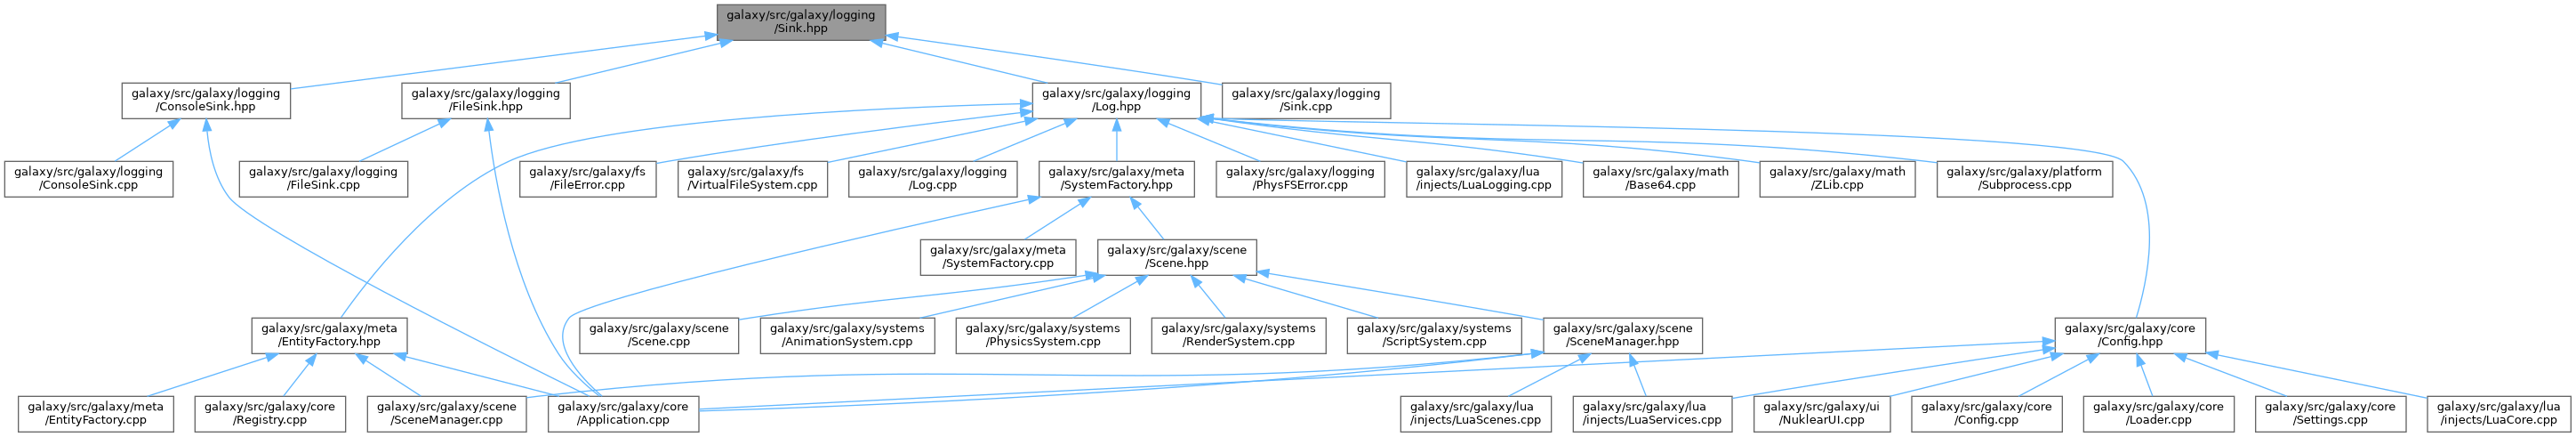 galaxy/src/galaxy/logging
/Sink.hpp
galaxy/src/galaxy/logging
/ConsoleSink.hpp
galaxy/src/galaxy/logging
/FileSink.hpp
galaxy/src/galaxy/logging
/Log.hpp
galaxy/src/galaxy/logging
/Sink.cpp
galaxy/src/galaxy/logging
/ConsoleSink.cpp
galaxy/src/galaxy/logging
/FileSink.cpp
galaxy/src/galaxy/fs
/FileError.cpp
galaxy/src/galaxy/fs
/VirtualFileSystem.cpp
galaxy/src/galaxy/logging
/Log.cpp
galaxy/src/galaxy/meta
/SystemFactory.hpp
galaxy/src/galaxy/logging
/PhysFSError.cpp
galaxy/src/galaxy/lua
/injects/LuaLogging.cpp
galaxy/src/galaxy/math
/Base64.cpp
galaxy/src/galaxy/math
/ZLib.cpp
galaxy/src/galaxy/platform
/Subprocess.cpp
galaxy/src/galaxy/meta
/SystemFactory.cpp
galaxy/src/galaxy/scene
/Scene.hpp
galaxy/src/galaxy/meta
/EntityFactory.hpp
galaxy/src/galaxy/scene
/Scene.cpp
galaxy/src/galaxy/systems
/AnimationSystem.cpp
galaxy/src/galaxy/systems
/PhysicsSystem.cpp
galaxy/src/galaxy/systems
/RenderSystem.cpp
galaxy/src/galaxy/systems
/ScriptSystem.cpp
galaxy/src/galaxy/scene
/SceneManager.hpp
galaxy/src/galaxy/core
/Config.hpp
galaxy/src/galaxy/meta
/EntityFactory.cpp
galaxy/src/galaxy/core
/Registry.cpp
galaxy/src/galaxy/scene
/SceneManager.cpp
galaxy/src/galaxy/core
/Application.cpp
galaxy/src/galaxy/lua
/injects/LuaScenes.cpp
galaxy/src/galaxy/lua
/injects/LuaServices.cpp
galaxy/src/galaxy/ui
/NuklearUI.cpp
galaxy/src/galaxy/core
/Config.cpp
galaxy/src/galaxy/core
/Loader.cpp
galaxy/src/galaxy/core
/Settings.cpp
galaxy/src/galaxy/lua
/injects/LuaCore.cpp